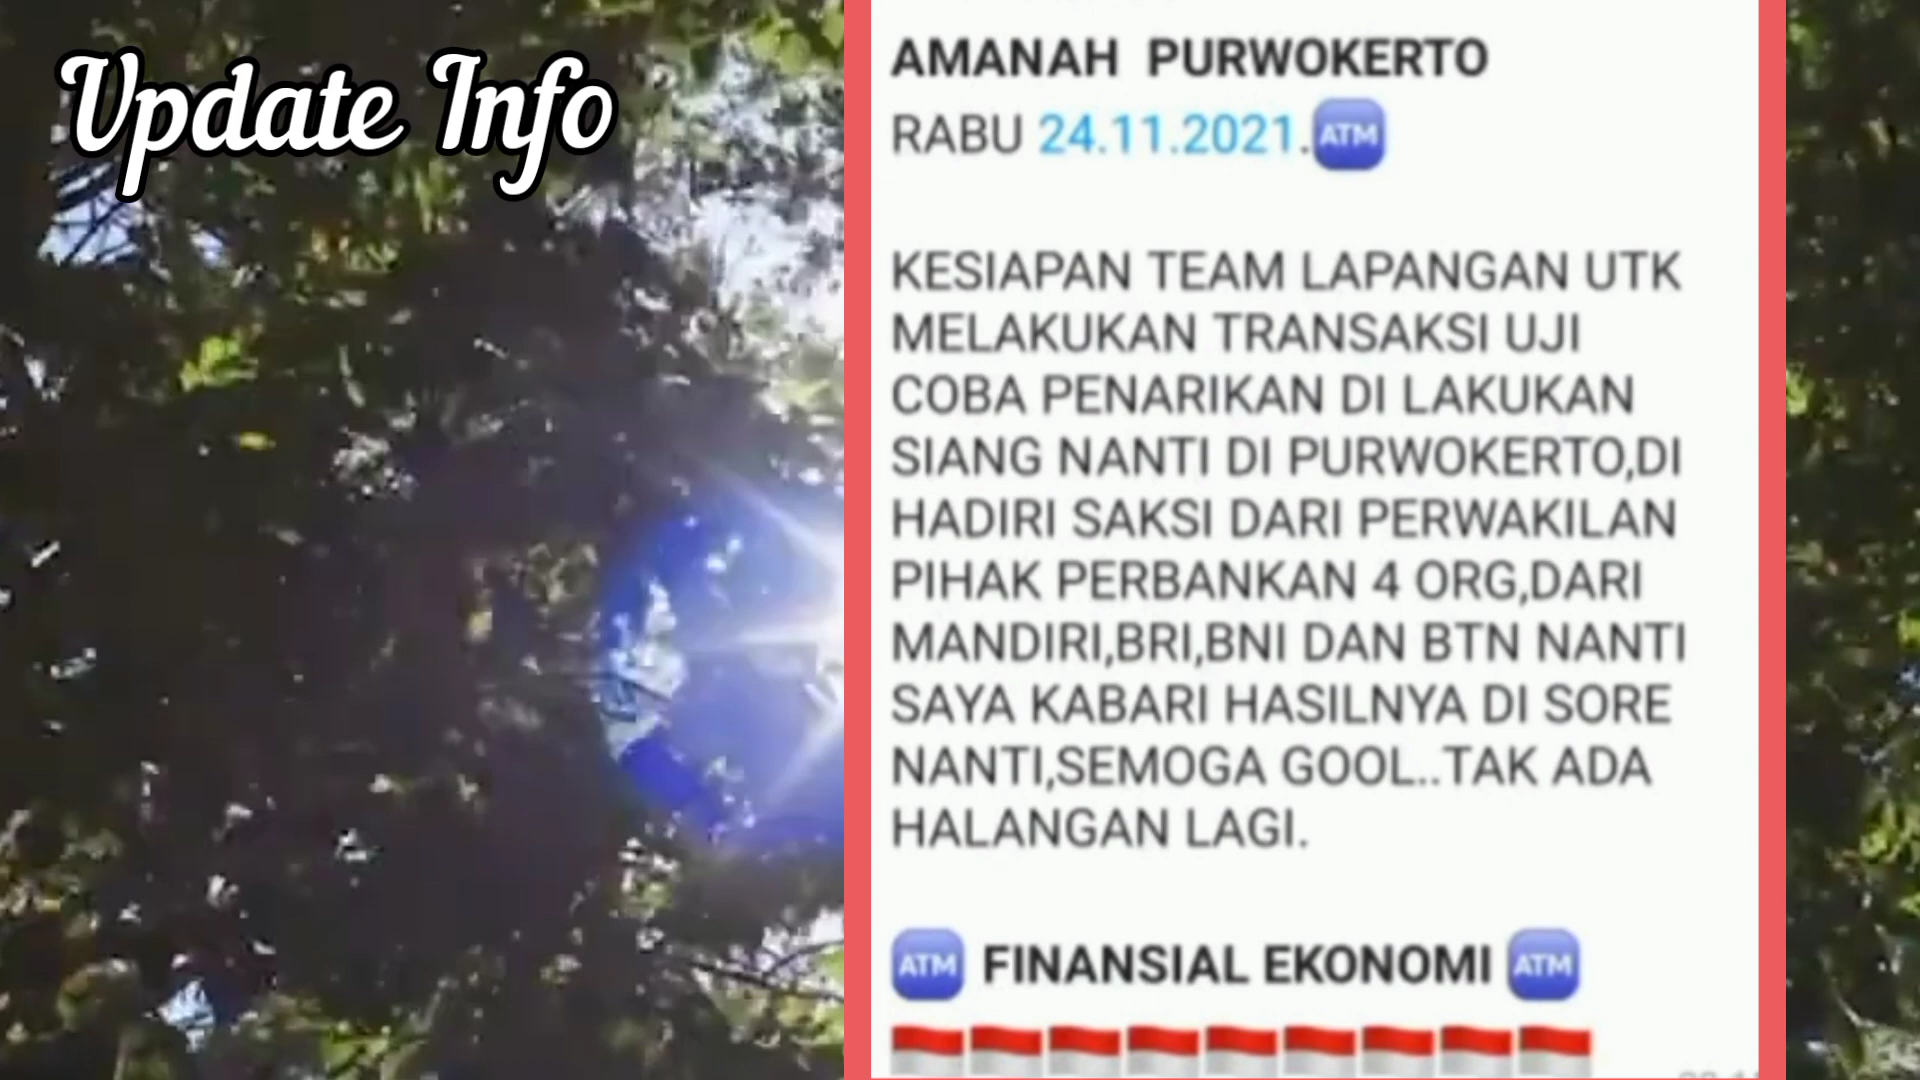 Update Info
AMANAH PURWOKERTO
RABU 24.11.2021.ATM
KESIAPAN TEAM LAPANGAN UTK
MELAKUKAN TRANSAKSI UJI
COBA PENARIKAN DI LAKUKAN
SIANG NANTI DI PURWOKERTO,DI
HADIRI SAKSI DARI PERWAKILAN
PIHAK PERBANKAN 4 ORG,DARI
MANDIRI,BRI,BNI DAN BTN NANTI
SAYA KABARI HASILNYA DI SORE
NANTI,SEMOGA GOOL..TAK ADA
HALANGAN LAGI.
ATM FINANSIAL EKONOMI ATM